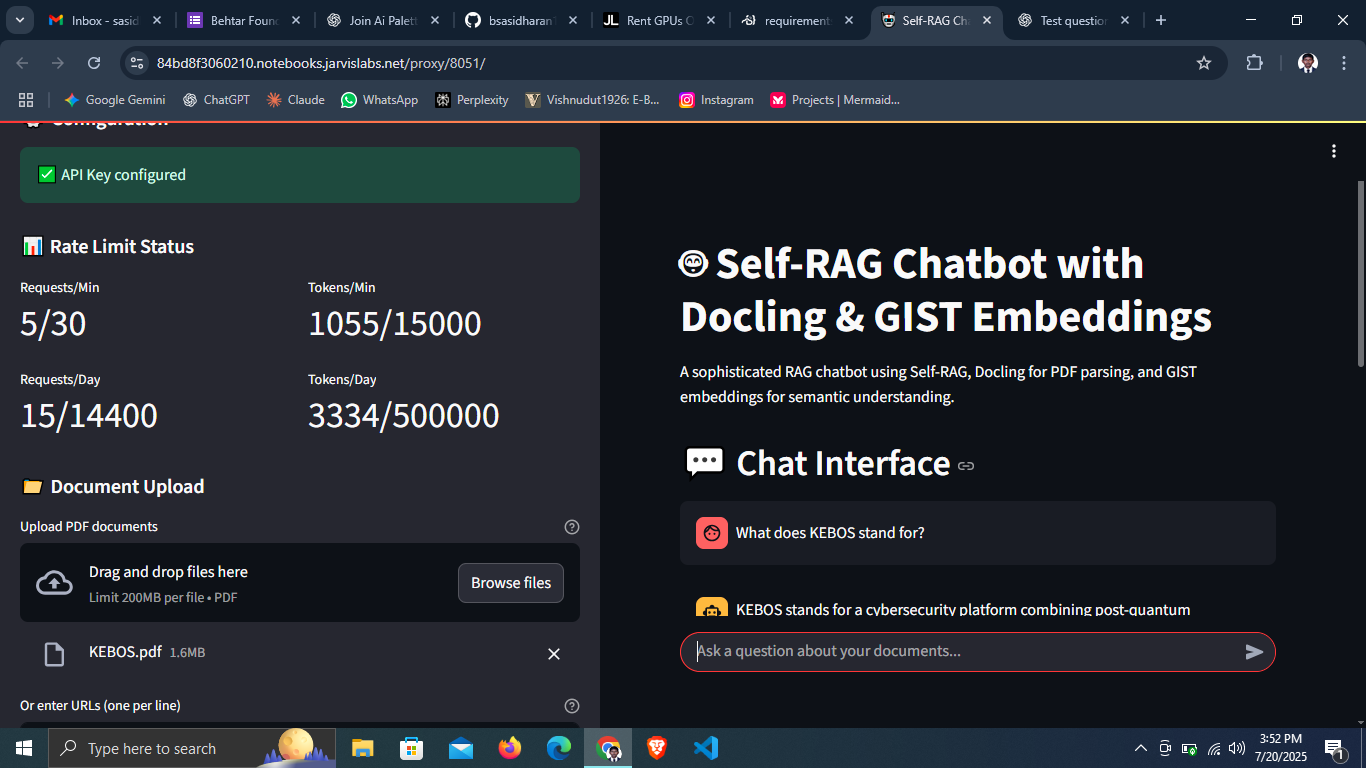 Inbox - sasid
Behtar Foun
Join Ai Palett
bsasidharan
Rent GPUs O
requirement
Self-RAG Ch
Test question
84bd8f3060210.notebooks.jarvislabs.net/proxy/8051/
Google Gemini
ChatGPT
Claude
WhatsApp
Perplexity
Vishnudut1926: E-B...
Instagram
Projects | Mermaid...
Configuration
API Key configured
Rate Limit Status
Requests/Min
5/30
Tokens/Min
1055/15000
Requests/Day
15/14400
Tokens/Day
3334/500000
Document Upload
Upload PDF documents
Drag and drop files here
Limit 200MB per file • PDF
Browse files
KEBOS.pdf 1.6MB
Or enter URLs (one per line)
Self-RAG Chatbot with
Docling & GIST Embeddings
A sophisticated RAG chatbot using Self-RAG, Docling for PDF parsing, and GIST
embeddings for semantic understanding.
Chat Interface
What does KEBOS stand for?
KEBOS stands for a cybersecurity platform combining post-quantum
Ask a question about your documents...
Type here to search
3:52 PM
7/20/2025
1